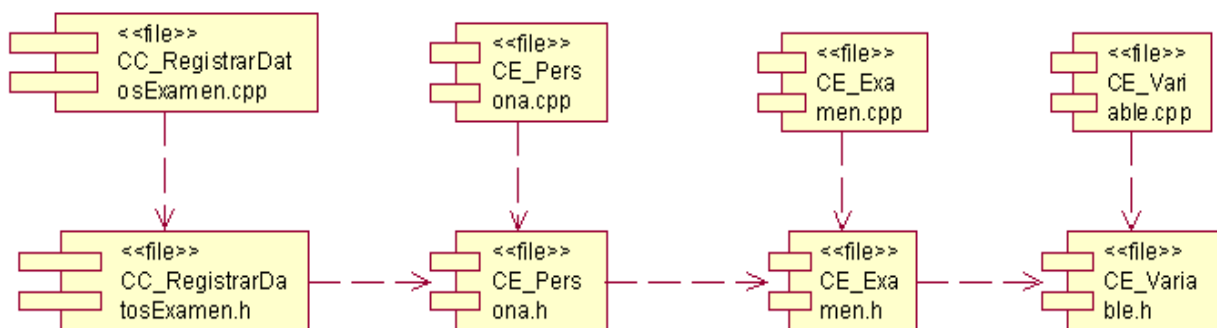 <<file>>
CC_RegistrarDat
osExamen.cpp
<<file>>
CE_Pers
ona.cpp
<<file>>
CE_Exa
men.cpp
<<file>>
CE_Vari
able.cpp
<<file>>
CC_RegistrarDa
tosExamen.h
<<file>>
CE_Pers
ona.h
<<file>>
CE_Exa
men.h
<<file>>
CE_Varia
ble.h